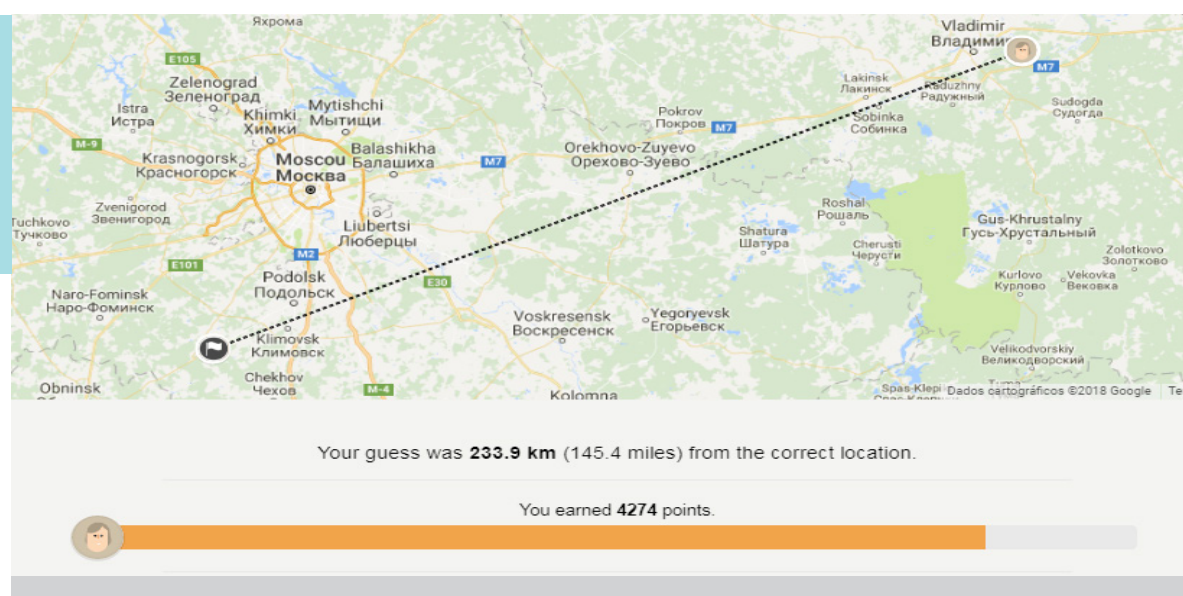 Яхрома
Vladimir
Владимир
E105
M7
Zelenograd
Зеленоград
Lakinsk
Лакинск
Raduzhny
Радужный
Istra
Истра
Khimki
Химки
Mytishchi
Мытищи
Pokrov
Покров
M7
Sobinka
Собинка
Sudogda
Судогда
M-9
Krasnogorsk
Красногорск
Moscou
Москва
Balashikha
Балашиха
M7
Orekhovo-Zuyevo
Орехово-Зуево
Zvenigorod
Звенигород
Tuchkovo
Тучково
Liubertsi
Люберцы
Roshal
Рошаль
Shatura
Шатура
Gus-Khrustalny
Гусь-Хрустальный
M2
Cherusti
Черусти
Zolotkovo
Золотково
E101
Podolsk
Подольск
E30
Kurlovo
Курлово
Vekovka
Вековка
Naro-Fominsk
Наро-Фоминск
Voskresensk
Воскресенск
Yegoryevsk
Егорьевск
Klimovsk
Климовск
Velikodvorskiy
Великодворский
Obninsk
Chekhov
Чехов
M-4
Kolomna
Spas-Klepi
Dados cartográficos ©2018 Google
Te
Your guess was 233.9 km (145.4 miles) from the correct location.
You earned 4274 points.